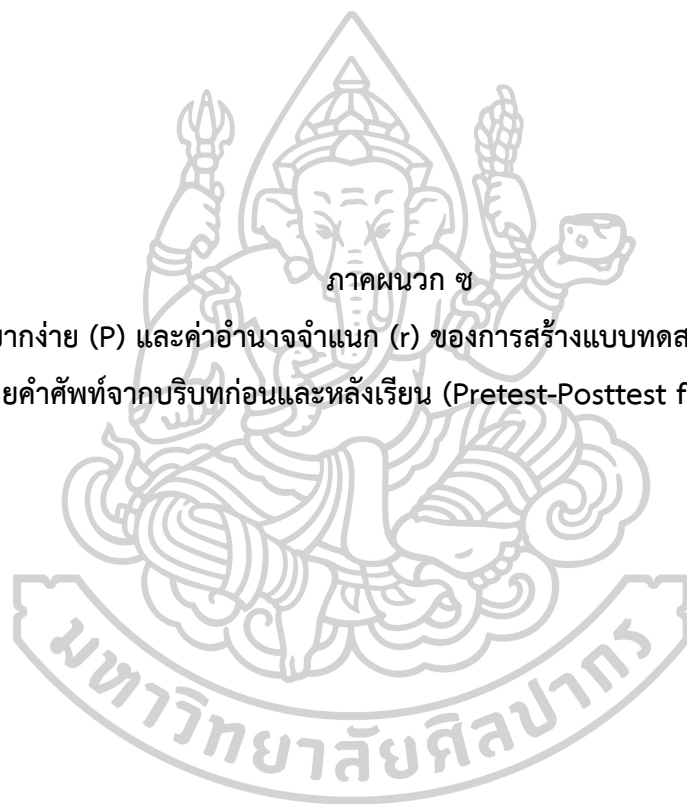 ภาคผนวก ซ
ากง่าย (P) และค่าอำนาจจำแนก (r) ของการสร้างแบบทดส
ยคำศัพท์จากบริบทก่อนและหลังเรียน (Pretest-Posttest f
มหาวิทยาลัยศิลปากร